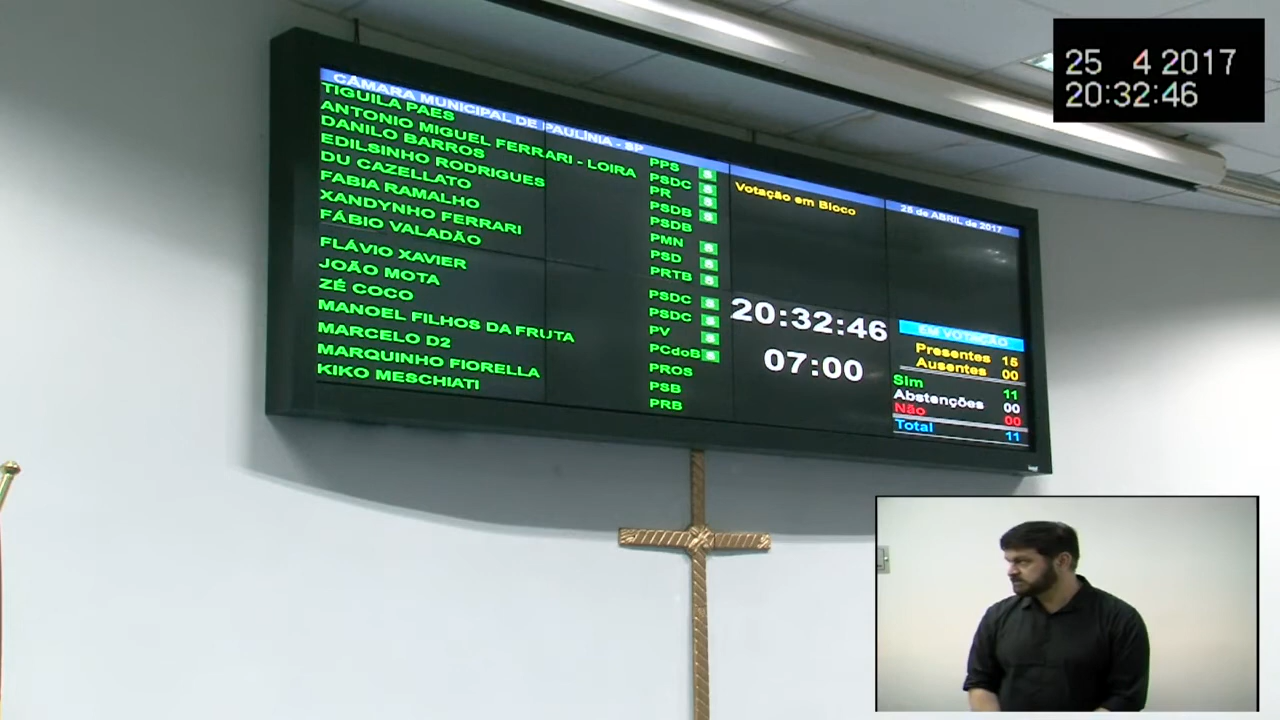 25 4 2017
20:32:46
CÂMARA MUNICIPAL DE PAULÍNIA - SP
25 de ABRIL de 2017
TIGUILA PAES PPS S
ANTONIO MIGUEL FERRARI - LOIRA PSDC S
DANILO BARROS PR S
EDILSINHO RODRIGUES PSDB S
DU CAZELLATO PSDB
FABIA RAMALHO PMN S
XANDYNHO FERRARI PSD S
FÁBIO VALADÃO PRTB S
FLÁVIO XAVIER PSDC S
JOÃO MOTA PSDC S
ZÉ COCO PV S
MANOEL FILHOS DA FRUTA PCdoB S
MARCELO D2 PROS
MARQUINHO FIORELLA PSB
KIKO MESCHIATI PRB
Votação em Bloco
20:32:46
07:00
EM VOTAÇÃO
Presentes 15
Ausentes 00
Sim 11
Abstenções 00
Não 00
Total 11